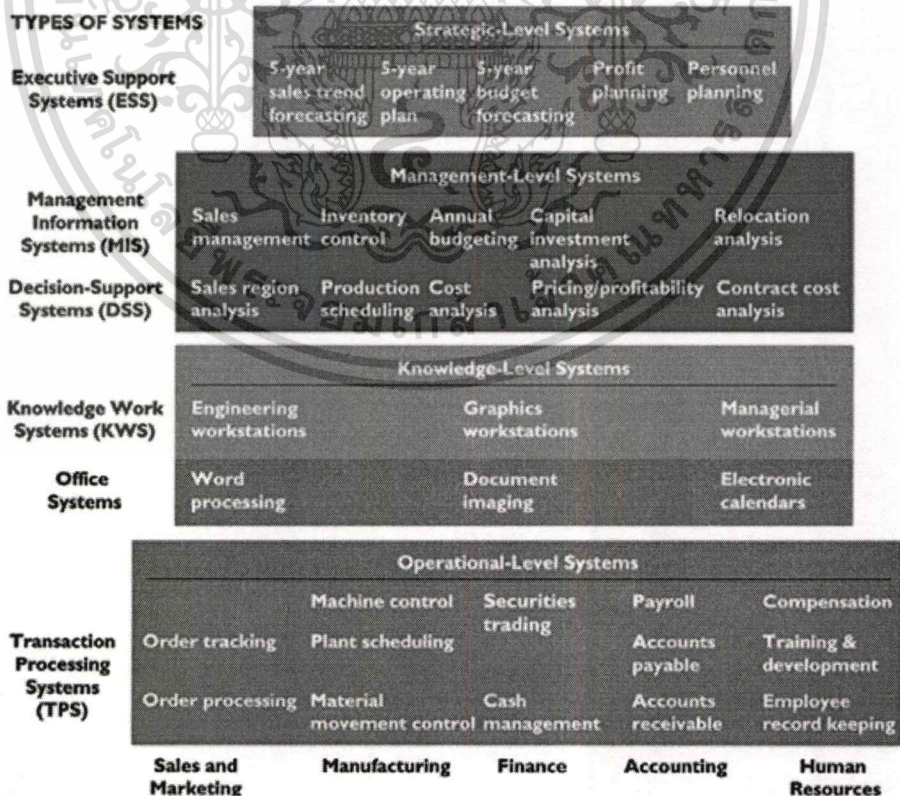 TYPES OF SYSTEMS
Strategic-Level Systems
Executive Support
Systems (ESS)
5-year
sales trend
forecasting
5-year
operating
plan
5-year
budget
forecasting
Profit
planning
Personnel
planning
Management-Level Systems
Management
Information
Systems (MIS)
Sales
management
Inventory
control
Annual
budgeting
Capital
investment
analysis
Relocation
analysis
Decision-Support
Systems (DSS)
Sales region
analysis
Production
scheduling
Cost
analysis
Pricing/profitability
analysis
Contract cost
analysis
Knowledge-Level Systems
Knowledge Work
Systems (KWS)
Engineering
workstations
Graphics
workstations
Managerial
workstations
Office
Systems
Word
processing
Document
imaging
Electronic
calendars
Operational-Level Systems
Transaction
Processing
Systems
(TPS)
Machine control
Securities
trading
Payroll
Compensation
Order tracking
Plant scheduling
Accounts
payable
Training &
development
Order processing
Material
movement control
Cash
management
Accounts
receivable
Employee
record keeping
Sales and
Marketing
Manufacturing
Finance
Accounting
Human
Resources